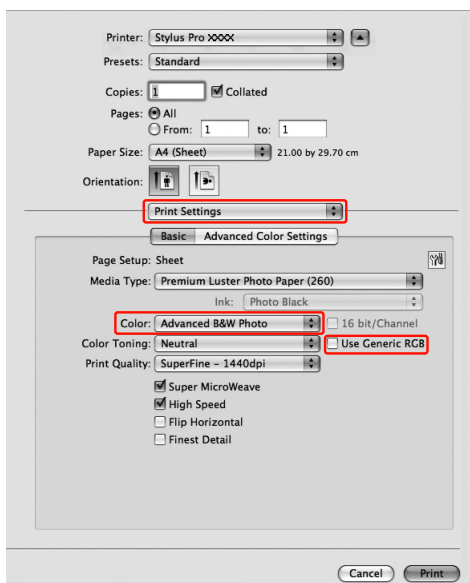 Printer: Stylus Pro XXXX
Presets: Standard
Copies: 1 Collated
Pages: All
From: 1 to: 1
Paper Size: A4 (Sheet) 21.00 by 29.70 cm
Orientation:
Print Settings
Basic Advanced Color Settings
Page Setup: Sheet
Media Type: Premium Luster Photo Paper (260)
Ink: Photo Black
Color: Advanced B&W Photo 16 bit/Channel
Color Toning: Neutral Use Generic RGB
Print Quality: SuperFine – 1440dpi
Super MicroWeave
High Speed
Flip Horizontal
Finest Detail
Cancel Print